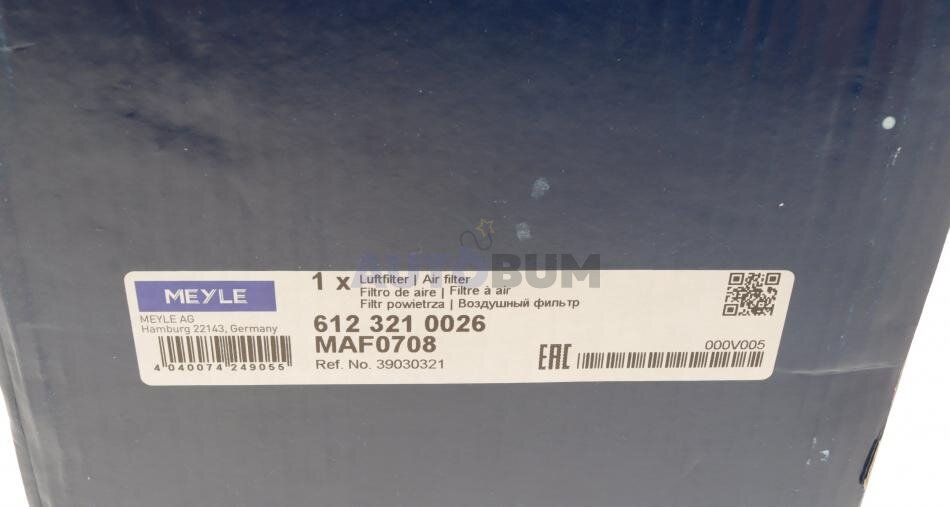 AUTOBUM
MEYLE
MEYLE AG
Hamburg 22143, Germany
4 040074 249055
1 x Luftfilter | Air filter
Filtro de aire | Filtre à air
Filtr powietrza | Воздушный фильтр
612 321 0026
MAF0708
Ref. No. 39030321
EAC
000V005